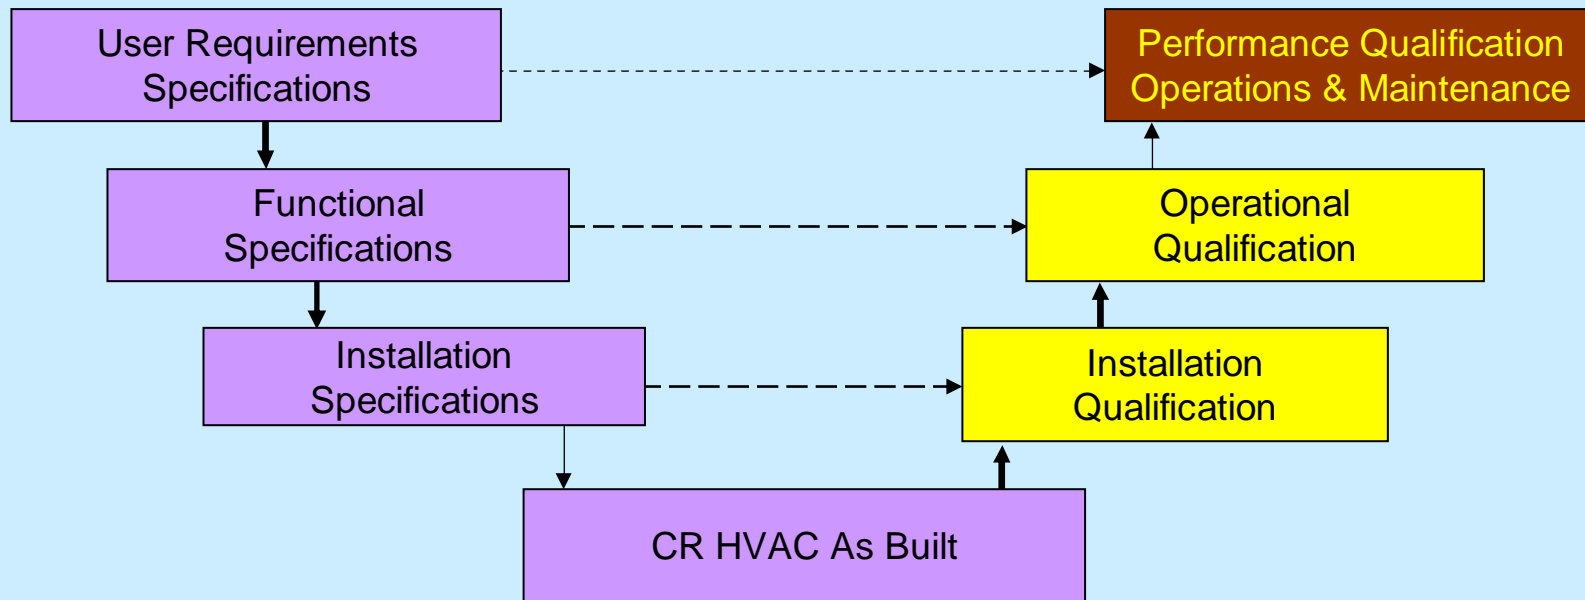 User Requirements
Specifications
Performance Qualification
Operations & Maintenance
Functional
Specifications
Operational
Qualification
Installation
Specifications
Installation
Qualification
CR HVAC As Built